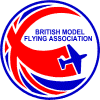 BRITISH MODEL
FLYING ASSOCIATION